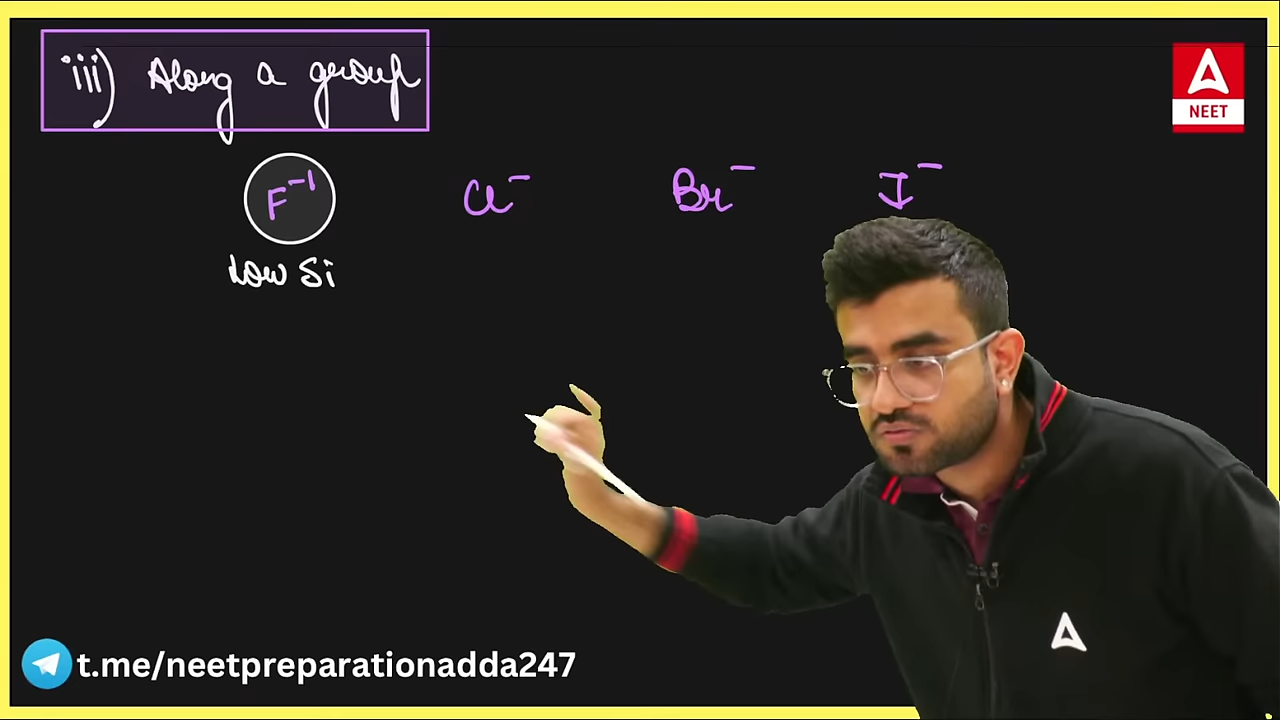 iii) Along a group
NEET
F⁻¹ Cl⁻ Br⁻ I⁻
Low Si
t.me/neetpreparationadda247